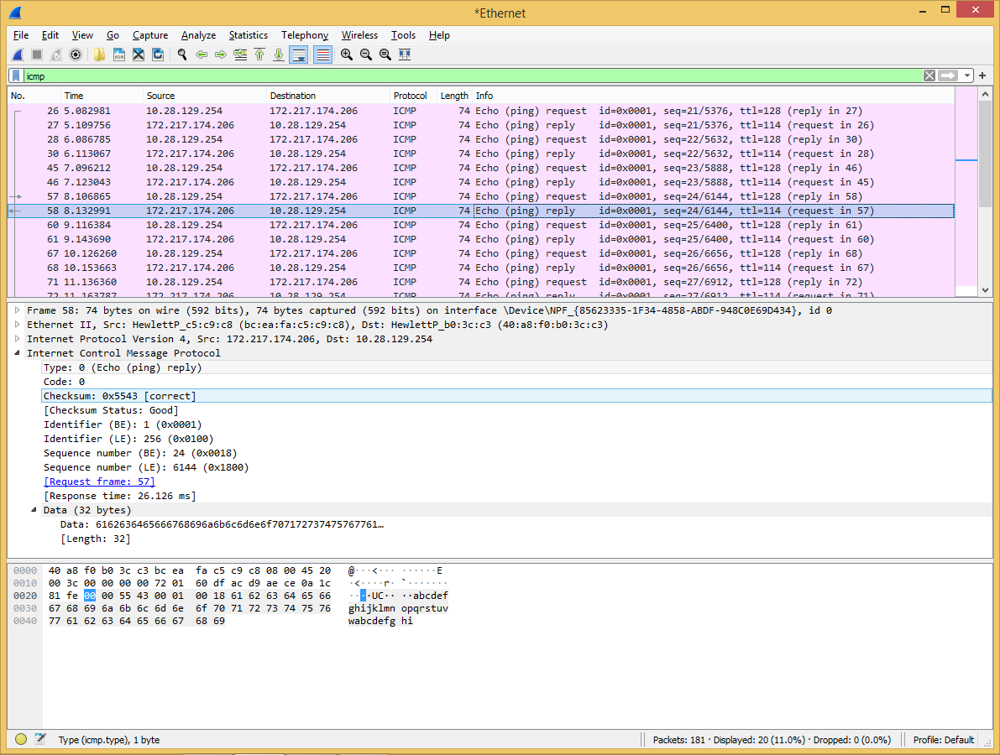 *Ethernet
File Edit View Go Capture Analyze Statistics Telephony Wireless Tools Help
icmp
No. Time Source Destination Protocol Length Info
26 5.082981 10.28.129.254 172.217.174.206 ICMP 74 Echo (ping) request id=0x0001, seq=21/5376, ttl=128 (reply in 27)
27 5.109756 172.217.174.206 10.28.129.254 ICMP 74 Echo (ping) reply id=0x0001, seq=21/5376, ttl=114 (request in 26)
28 6.086785 10.28.129.254 172.217.174.206 ICMP 74 Echo (ping) request id=0x0001, seq=22/5632, ttl=128 (reply in 30)
30 6.113067 172.217.174.206 10.28.129.254 ICMP 74 Echo (ping) reply id=0x0001, seq=22/5632, ttl=114 (request in 28)
45 7.096212 10.28.129.254 172.217.174.206 ICMP 74 Echo (ping) request id=0x0001, seq=23/5888, ttl=128 (reply in 46)
46 7.123043 172.217.174.206 10.28.129.254 ICMP 74 Echo (ping) reply id=0x0001, seq=23/5888, ttl=114 (request in 45)
57 8.106865 10.28.129.254 172.217.174.206 ICMP 74 Echo (ping) request id=0x0001, seq=24/6144, ttl=128 (reply in 58)
58 8.132991 172.217.174.206 10.28.129.254 ICMP 74 Echo (ping) reply id=0x0001, seq=24/6144, ttl=114 (request in 57)
60 9.116384 10.28.129.254 172.217.174.206 ICMP 74 Echo (ping) request id=0x0001, seq=25/6400, ttl=128 (reply in 61)
61 9.143690 172.217.174.206 10.28.129.254 ICMP 74 Echo (ping) reply id=0x0001, seq=25/6400, ttl=114 (request in 60)
67 10.126260 10.28.129.254 172.217.174.206 ICMP 74 Echo (ping) request id=0x0001, seq=26/6656, ttl=128 (reply in 68)
68 10.153663 172.217.174.206 10.28.129.254 ICMP 74 Echo (ping) reply id=0x0001, seq=26/6656, ttl=114 (request in 67)
71 11.136360 10.28.129.254 172.217.174.206 ICMP 74 Echo (ping) request id=0x0001, seq=27/6912, ttl=128 (reply in 72)
72 11.163787 172.217.174.206 10.28.129.254 ICMP 74 Echo (ping) reply id=0x0001, seq=27/6912, ttl=114 (request in 71)
Frame 58: 74 bytes on wire (592 bits), 74 bytes captured (592 bits) on interface \Device\NPF_{85623335-1F34-4858-ABDF-948C0E69D434}, id 0
Ethernet II, Src: HewlettP_c5:c9:c8 (bc:ea:fa:c5:c9:c8), Dst: HewlettP_b0:3c:c3 (40:a8:f0:b0:3c:c3)
Internet Protocol Version 4, Src: 172.217.174.206, Dst: 10.28.129.254
Internet Control Message Protocol
Type: 0 (Echo (ping) reply)
Code: 0
Checksum: 0x5543 [correct]
[Checksum Status: Good]
Identifier (BE): 1 (0x0001)
Identifier (LE): 256 (0x0100)
Sequence number (BE): 24 (0x0018)
Sequence number (LE): 6144 (0x1800)
[Request frame: 57]
[Response time: 26.126 ms]
Data (32 bytes)
Data: 6162636465666768696a6b6c6d6e6f707172737475767761…
[Length: 32]
0000 40 a8 f0 b0 3c c3 bc ea fa c5 c9 c8 08 00 45 20 @···<··· ······E
0010 00 3c 00 00 00 00 72 01 60 df ac d9 ae ce 0a 1c ·<····r· `·······
0020 81 fe 00 00 55 43 00 01 00 18 61 62 63 64 65 66 ····UC·· ··abcdef
0030 67 68 69 6a 6b 6c 6d 6e 6f 70 71 72 73 74 75 76 ghijklmn opqrstuv
0040 77 61 62 63 64 65 66 67 68 69 wabcdefg hi
Type (icmp.type), 1 byte Packets: 181 · Displayed: 20 (11.0%) · Dropped: 0 (0.0%) Profile: Default